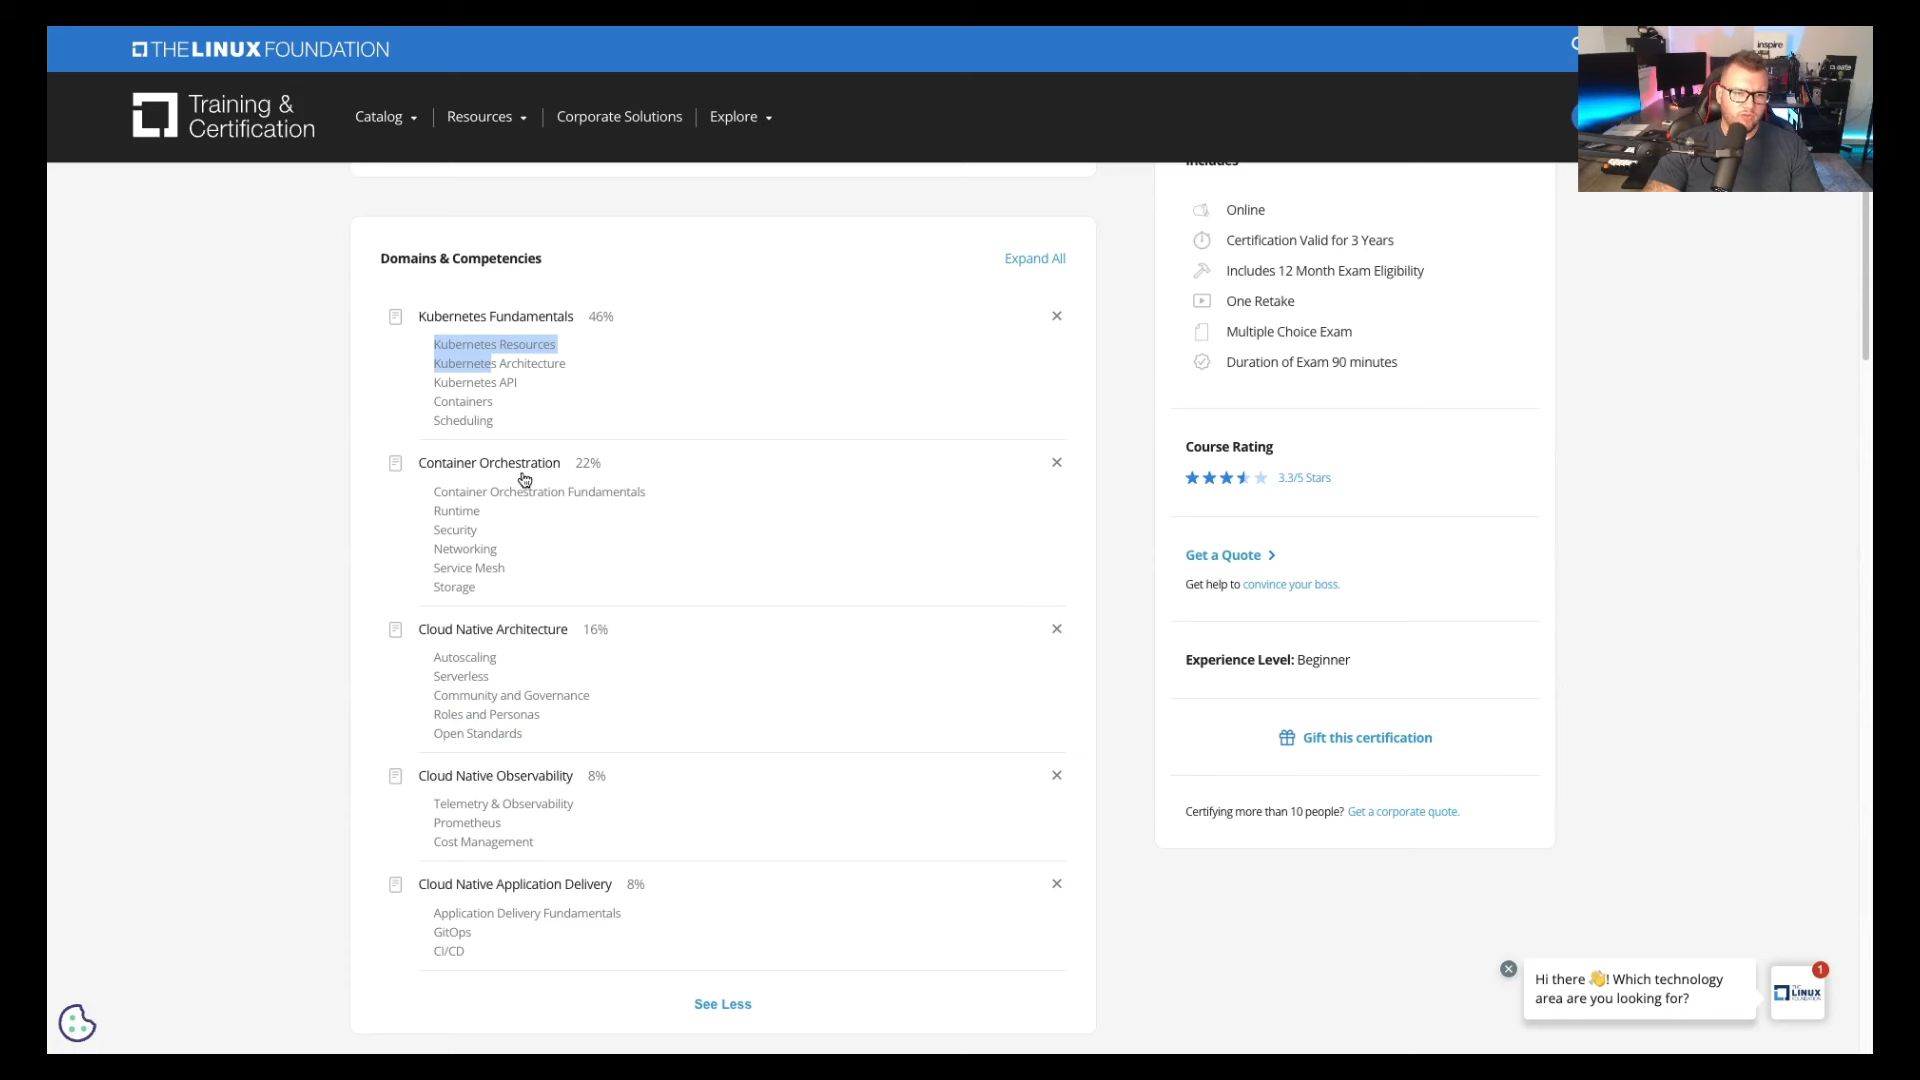 THE LINUX FOUNDATION
Training &
Certification
Catalog
Resources
Corporate Solutions
Explore
inspire
Domains & Competencies
Expand All
Kubernetes Fundamentals 46%
Kubernetes Resources
Kubernetes Architecture
Kubernetes API
Containers
Scheduling
Container Orchestration 22%
Container Orchestration Fundamentals
Runtime
Security
Networking
Service Mesh
Storage
Cloud Native Architecture 16%
Autoscaling
Serverless
Community and Governance
Roles and Personas
Open Standards
Cloud Native Observability 8%
Telemetry & Observability
Prometheus
Cost Management
Cloud Native Application Delivery 8%
Application Delivery Fundamentals
GitOps
CI/CD
See Less
Includes
Online
Certification Valid for 3 Years
Includes 12 Month Exam Eligibility
One Retake
Multiple Choice Exam
Duration of Exam 90 minutes
Course Rating
3.3/5 Stars
Get a Quote
Get help to convince your boss.
Experience Level: Beginner
Gift this certification
Certifying more than 10 people? Get a corporate quote.
Hi there 👋! Which technology
area are you looking for?
1
THE
LINUX
FOUNDATION